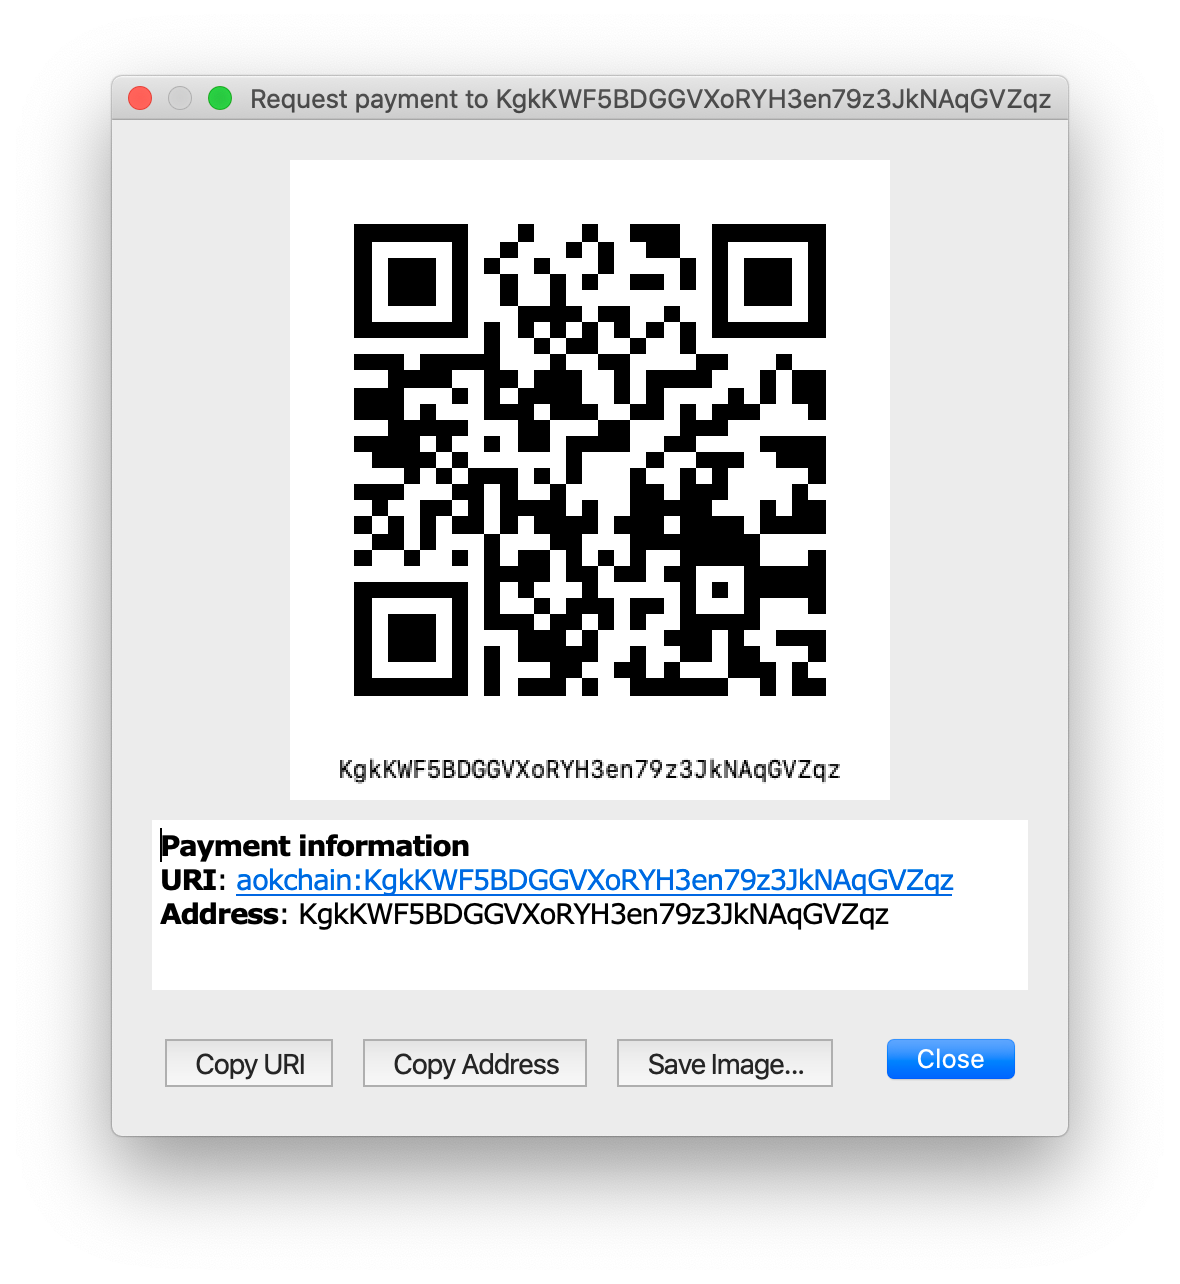 Request payment to KgkKWF5BDGGVXoRYH3en79z3JkNAqGVZqz
KgkKWF5BDGGVXoRYH3en79z3JkNAqGVZqz
Payment information
URI: aokchain:KgkKWF5BDGGVXoRYH3en79z3JkNAqGVZqz
Address: KgkKWF5BDGGVXoRYH3en79z3JkNAqGVZqz
Copy URI Copy Address Save Image... Close